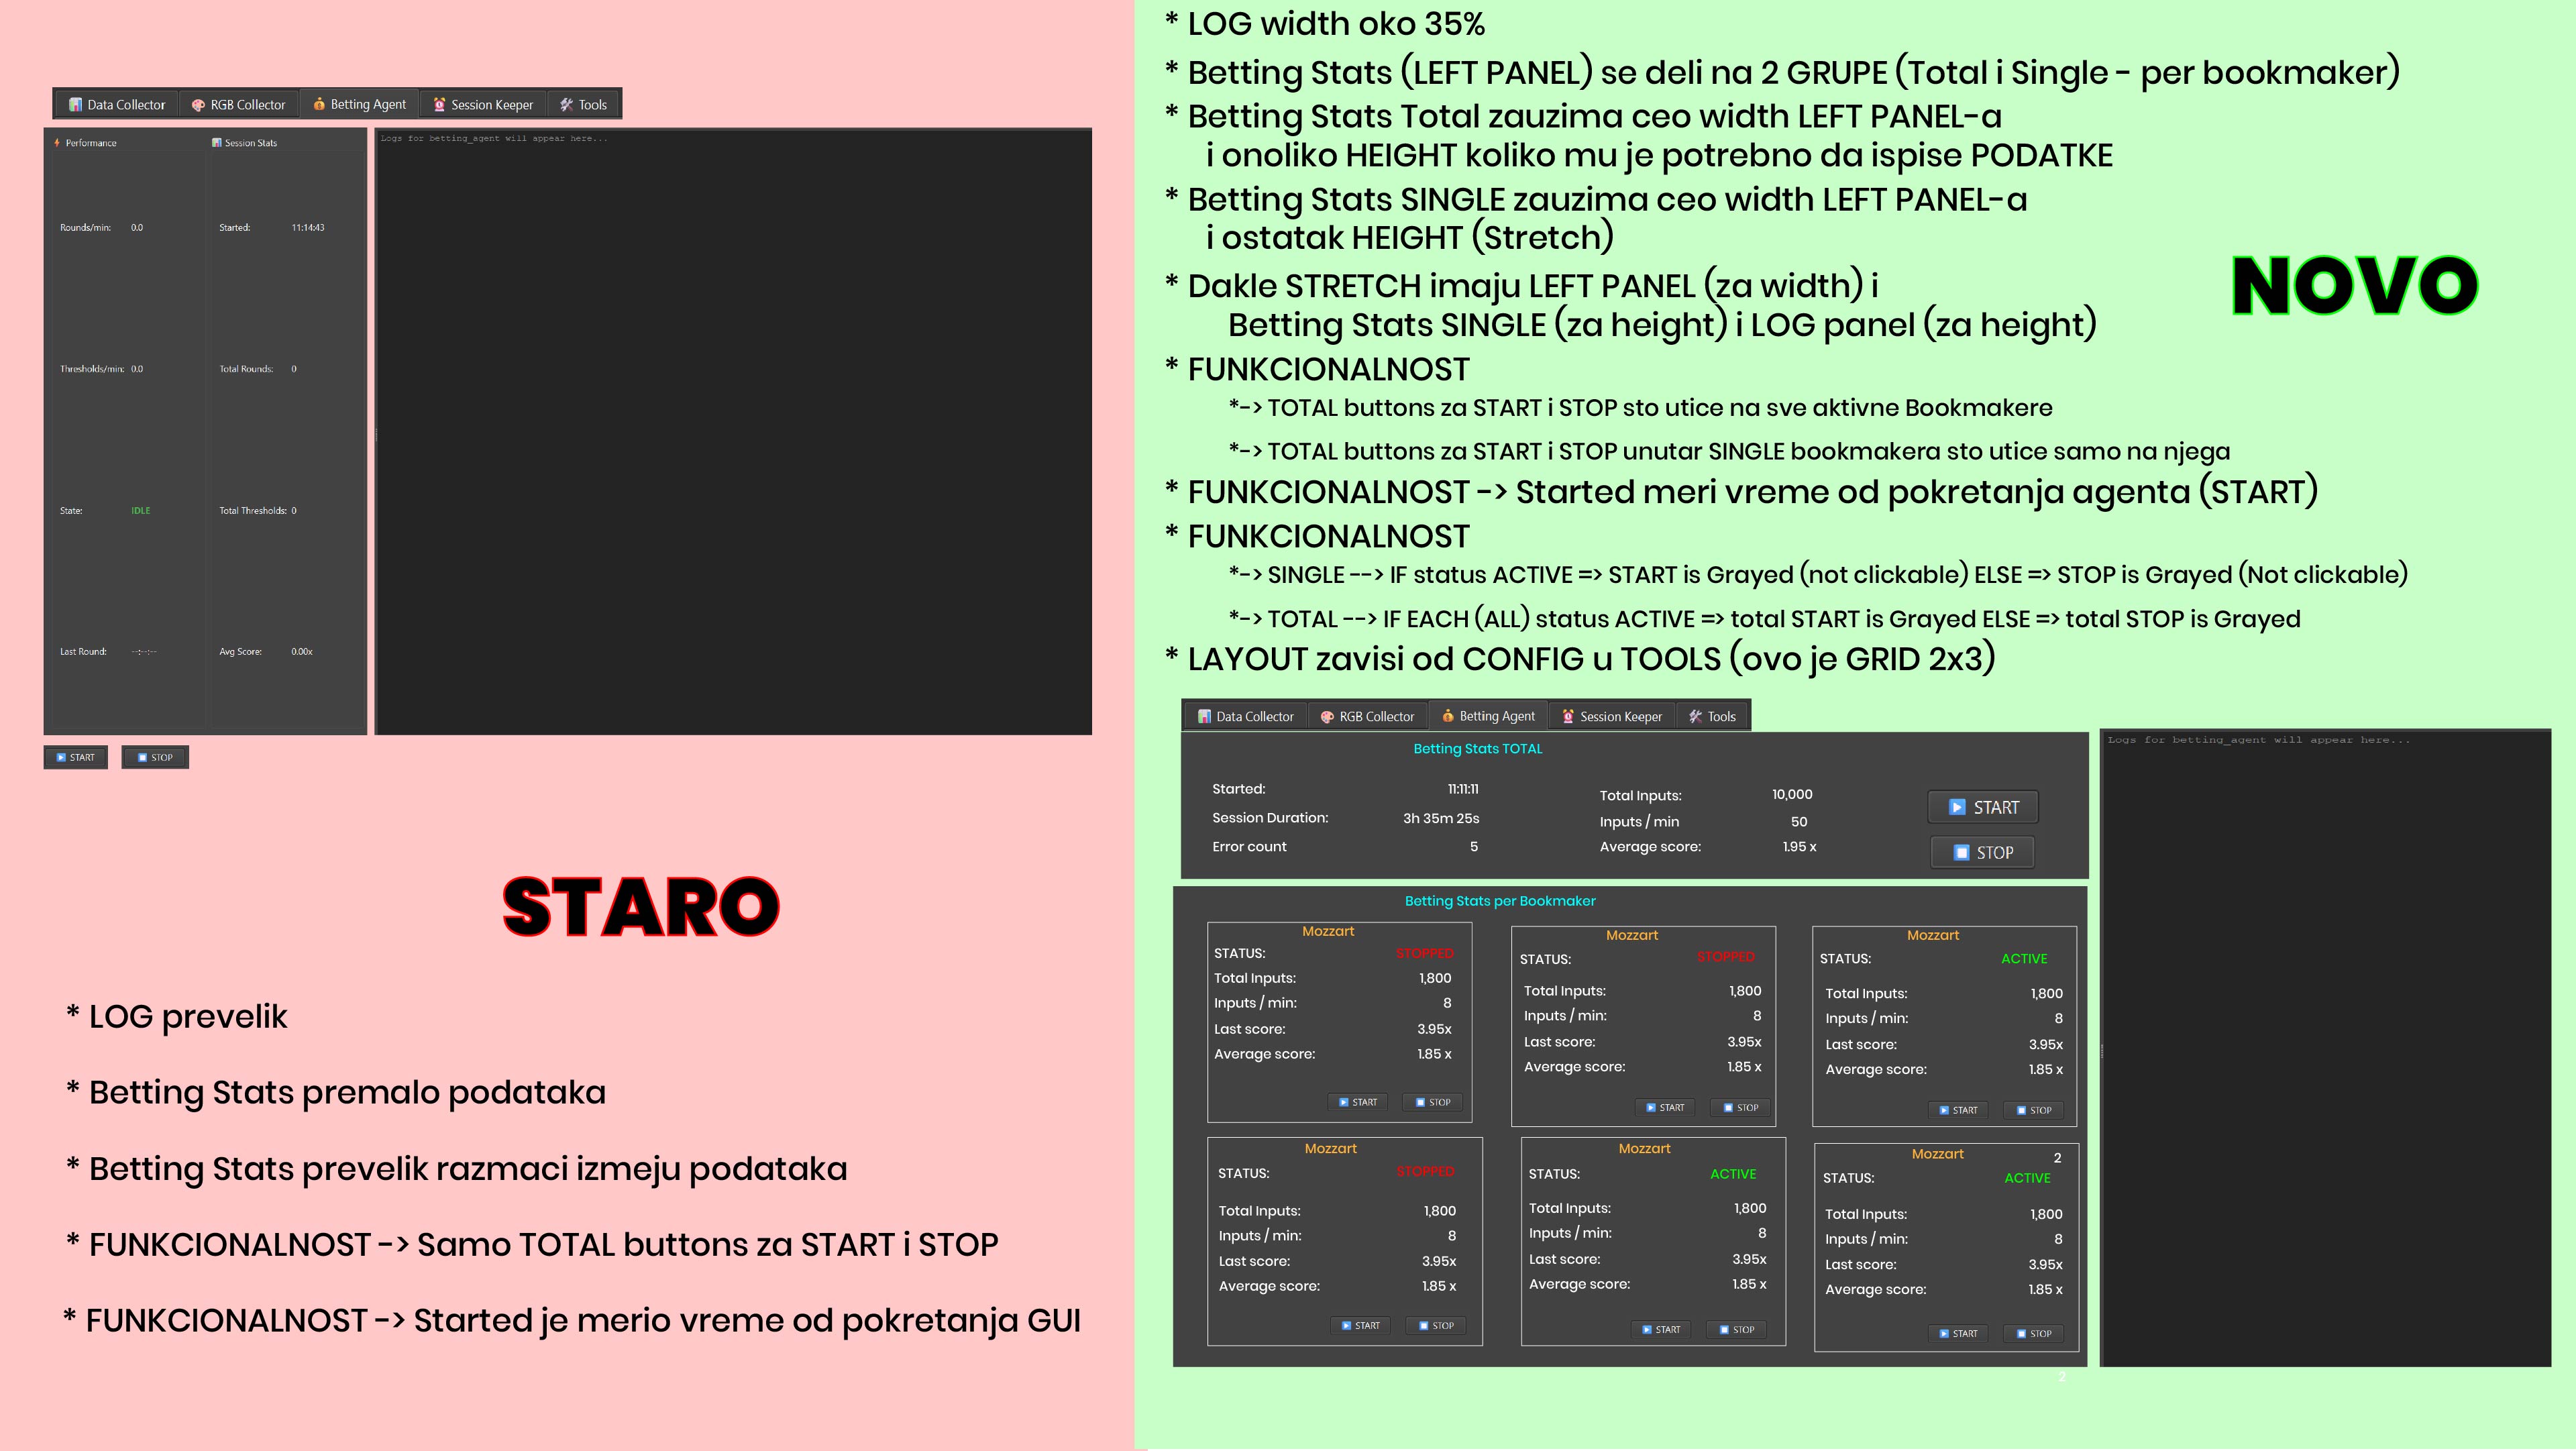 Data Collector
RGB Collector
Betting Agent
Session Keeper
Tools
Performance
Session Stats
Rounds/min: 0.0
Started: 11:14:43
Thresholds/min: 0.0
Total Rounds: 0
State: IDLE
Total Thresholds: 0
Last Round: --:--:--
Avg Score: 0.00x
Logs for betting_agent will appear here...
START
STOP
STARO
* LOG prevelik
* Betting Stats premalo podataka
* Betting Stats prevelik razmaci izmeju podataka
* FUNKCIONALNOST -> Samo TOTAL buttons za START i STOP
* FUNKCIONALNOST -> Started je merio vreme od pokretanja GUI
* LOG width oko 35%
* Betting Stats (LEFT PANEL) se deli na 2 GRUPE (Total i Single - per bookmaker)
* Betting Stats Total zauzima ceo width LEFT PANEL-a
i onoliko HEIGHT koliko mu je potrebno da ispise PODATKE
* Betting Stats SINGLE zauzima ceo width LEFT PANEL-a
i ostatak HEIGHT (Stretch)
* Dakle STRETCH imaju LEFT PANEL (za width) i
Betting Stats SINGLE (za height) i LOG panel (za height)
NOVO
* FUNKCIONALNOST
*-> TOTAL buttons za START i STOP sto utice na sve aktivne Bookmakere
*-> TOTAL buttons za START i STOP unutar SINGLE bookmakera sto utice samo na njega
* FUNKCIONALNOST -> Started meri vreme od pokretanja agenta (START)
* FUNKCIONALNOST
*-> SINGLE --> IF status ACTIVE => START is Grayed (not clickable) ELSE => STOP is Grayed (Not clickable)
*-> TOTAL --> IF EACH (ALL) status ACTIVE => total START is Grayed ELSE => total STOP is Grayed
* LAYOUT zavisi od CONFIG u TOOLS (ovo je GRID 2x3)
Data Collector
RGB Collector
Betting Agent
Session Keeper
Tools
Betting Stats TOTAL
Started: 11:11:11
Session Duration: 3h 35m 25s
Error count 5
Total Inputs: 10,000
Inputs / min 50
Average score: 1.95 x
START
STOP
Logs for betting_agent will appear here...
Betting Stats per Bookmaker
Mozzart
STATUS: STOPPED
Total Inputs: 1,800
Inputs / min: 8
Last score: 3.95x
Average score: 1.85 x
START
STOP
Mozzart
STATUS: STOPPED
Total Inputs: 1,800
Inputs / min: 8
Last score: 3.95x
Average score: 1.85 x
START
STOP
Mozzart
STATUS: ACTIVE
Total Inputs: 1,800
Inputs / min: 8
Last score: 3.95x
Average score: 1.85 x
START
STOP
Mozzart
STATUS: STOPPED
Total Inputs: 1,800
Inputs / min: 8
Last score: 3.95x
Average score: 1.85 x
START
STOP
Mozzart
STATUS: ACTIVE
Total Inputs: 1,800
Inputs / min: 8
Last score: 3.95x
Average score: 1.85 x
START
STOP
Mozzart
2
STATUS: ACTIVE
Total Inputs: 1,800
Inputs / min: 8
Last score: 3.95x
Average score: 1.85 x
START
STOP
2